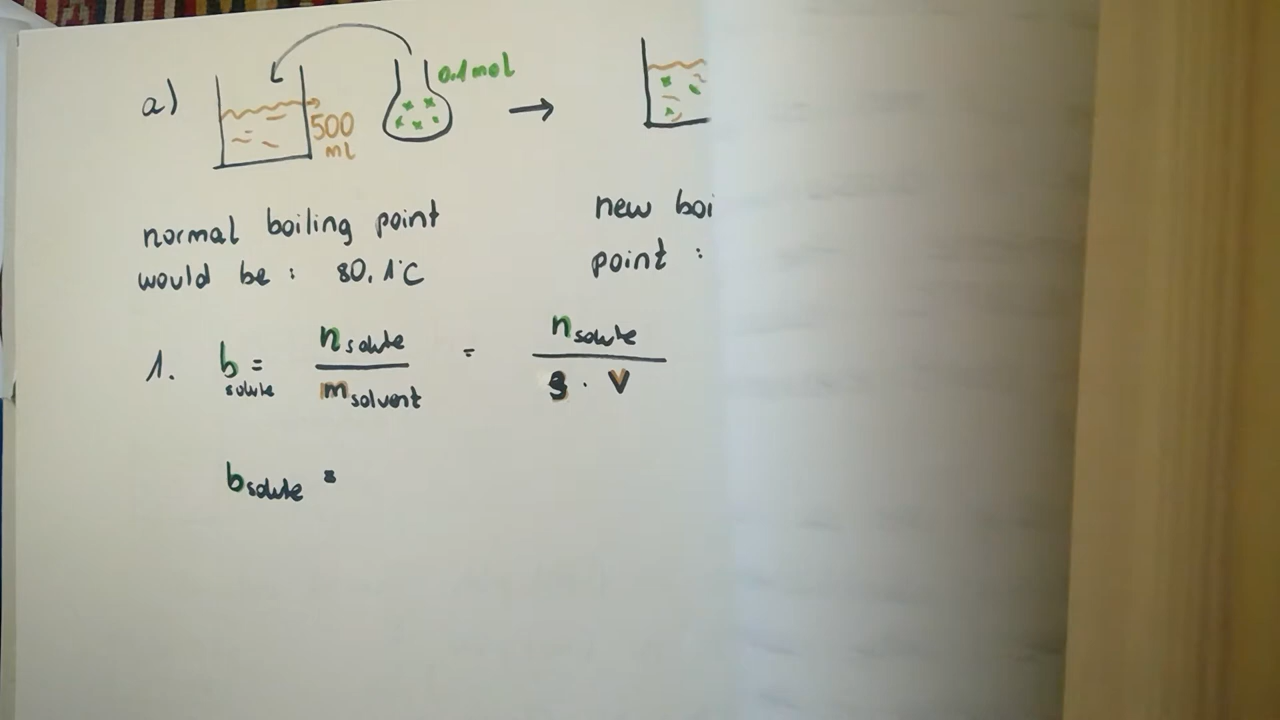 a)
500
ml
0.1 mol
normal boiling point
would be : 80.1°C
new boi
point :
1. b solute = n solute / m solvent = n solute / ρ · V
b solute =